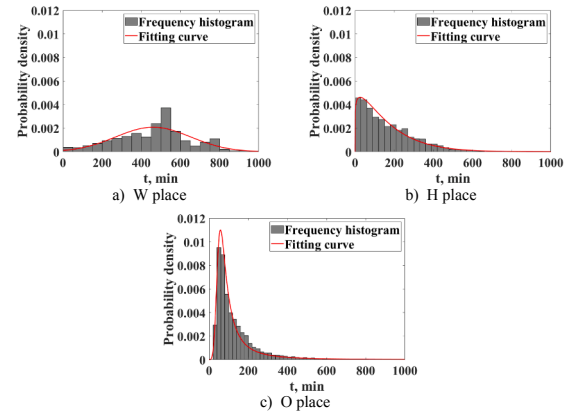 0.012
0.01
0.008
0.006
0.004
0.002
0
Probability density
Frequency histogram
Fitting curve
0 200 400 600 800 1000
t, min
a) W place
0.012
0.01
0.008
0.006
0.004
0.002
0
Probability density
Frequency histogram
Fitting curve
0 200 400 600 800 1000
t, min
b) H place
0.012
0.01
0.008
0.006
0.004
0.002
0
Probability density
Frequency histogram
Fitting curve
0 200 400 600 800 1000
t, min
c) O place